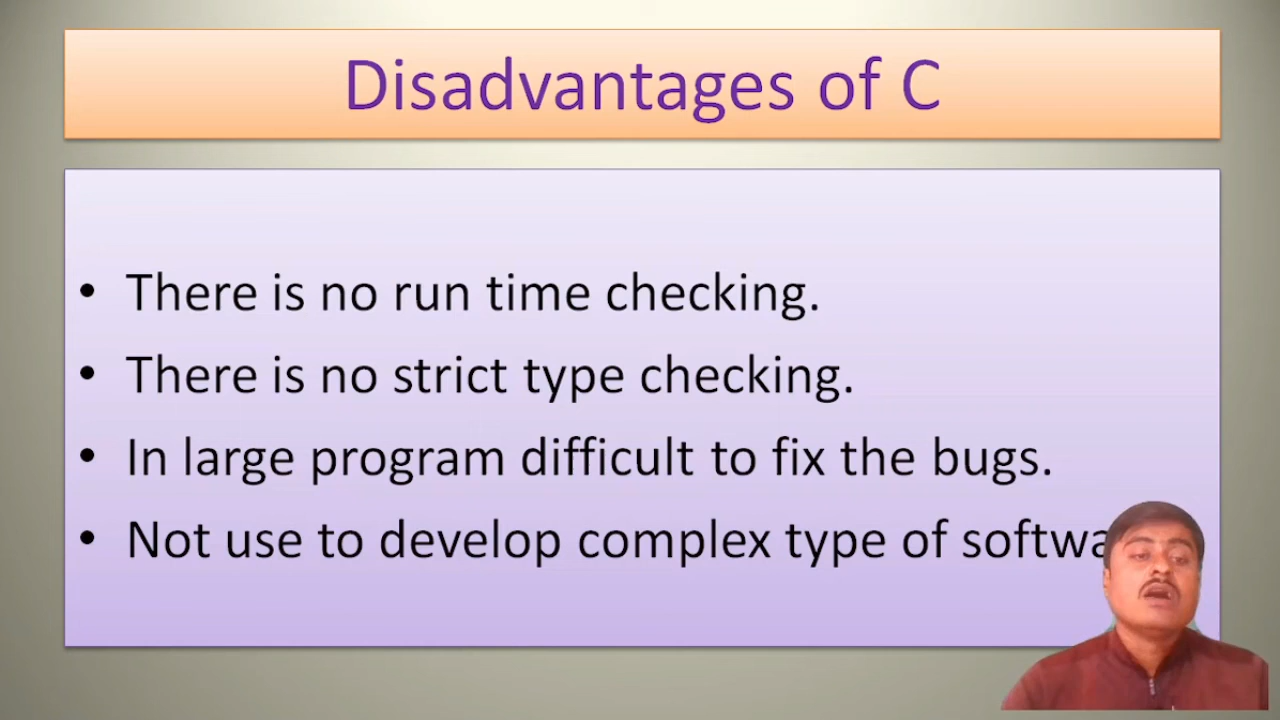 Disadvantages of C
• There is no run time checking.
• There is no strict type checking.
• In large program difficult to fix the bugs.
• Not use to develop complex type of softwa